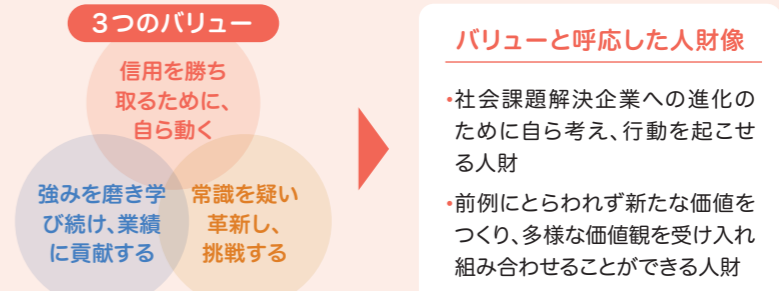 3つのバリュー
信用を勝ち
取るために、
自ら動く
強みを磨き学
び続け、業績
に貢献する
常識を疑い
革新し、
挑戦する
バリューと呼応した人財像
•社会課題解決企業への進化の
ために自ら考え、行動を起こせ
る人財
•前例にとらわれず新たな価値を
つくり、多様な価値観を受け入れ
組み合わせることができる人財